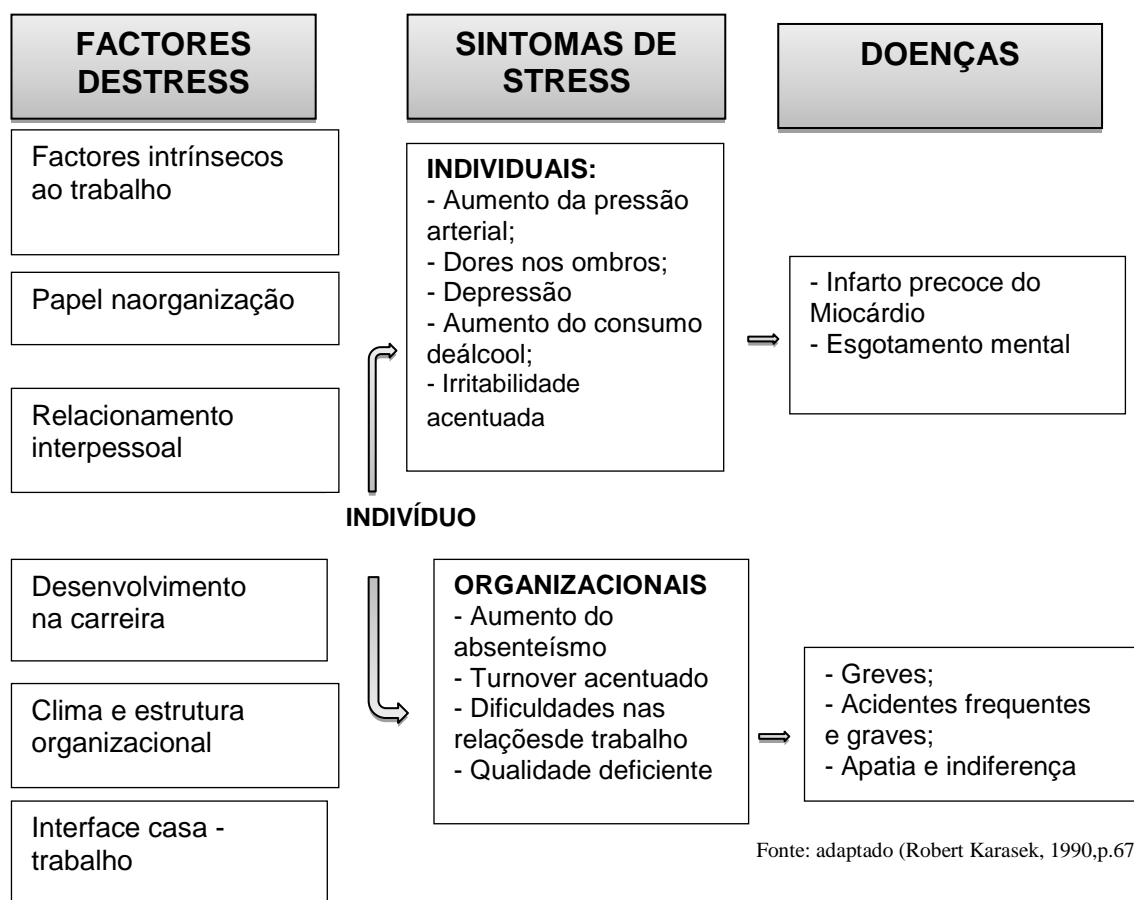 FACTORES
DESTRESS
SINTOMAS DE
STRESS
DOENÇAS
Factores intrínsecos
ao trabalho
Papel naorganização
Relacionamento
interpessoal
Desenvolvimento
na carreira
Clima e estrutura
organizacional
Interface casa -
trabalho
INDIVÍDUO
INDIVIDUAIS:
- Aumento da pressão
arterial;
- Dores nos ombros;
- Depressão
- Aumento do consumo
deálcool;
- Irritabilidade
acentuada
ORGANIZACIONAIS
- Aumento do
absenteísmo
- Turnover acentuado
- Dificuldades nas
relaçõesde trabalho
- Qualidade deficiente
- Infarto precoce do
Miocárdio
- Esgotamento mental
- Greves;
- Acidentes frequentes
e graves;
- Apatia e indiferença
Fonte: adaptado (Robert Karasek, 1990,p.67